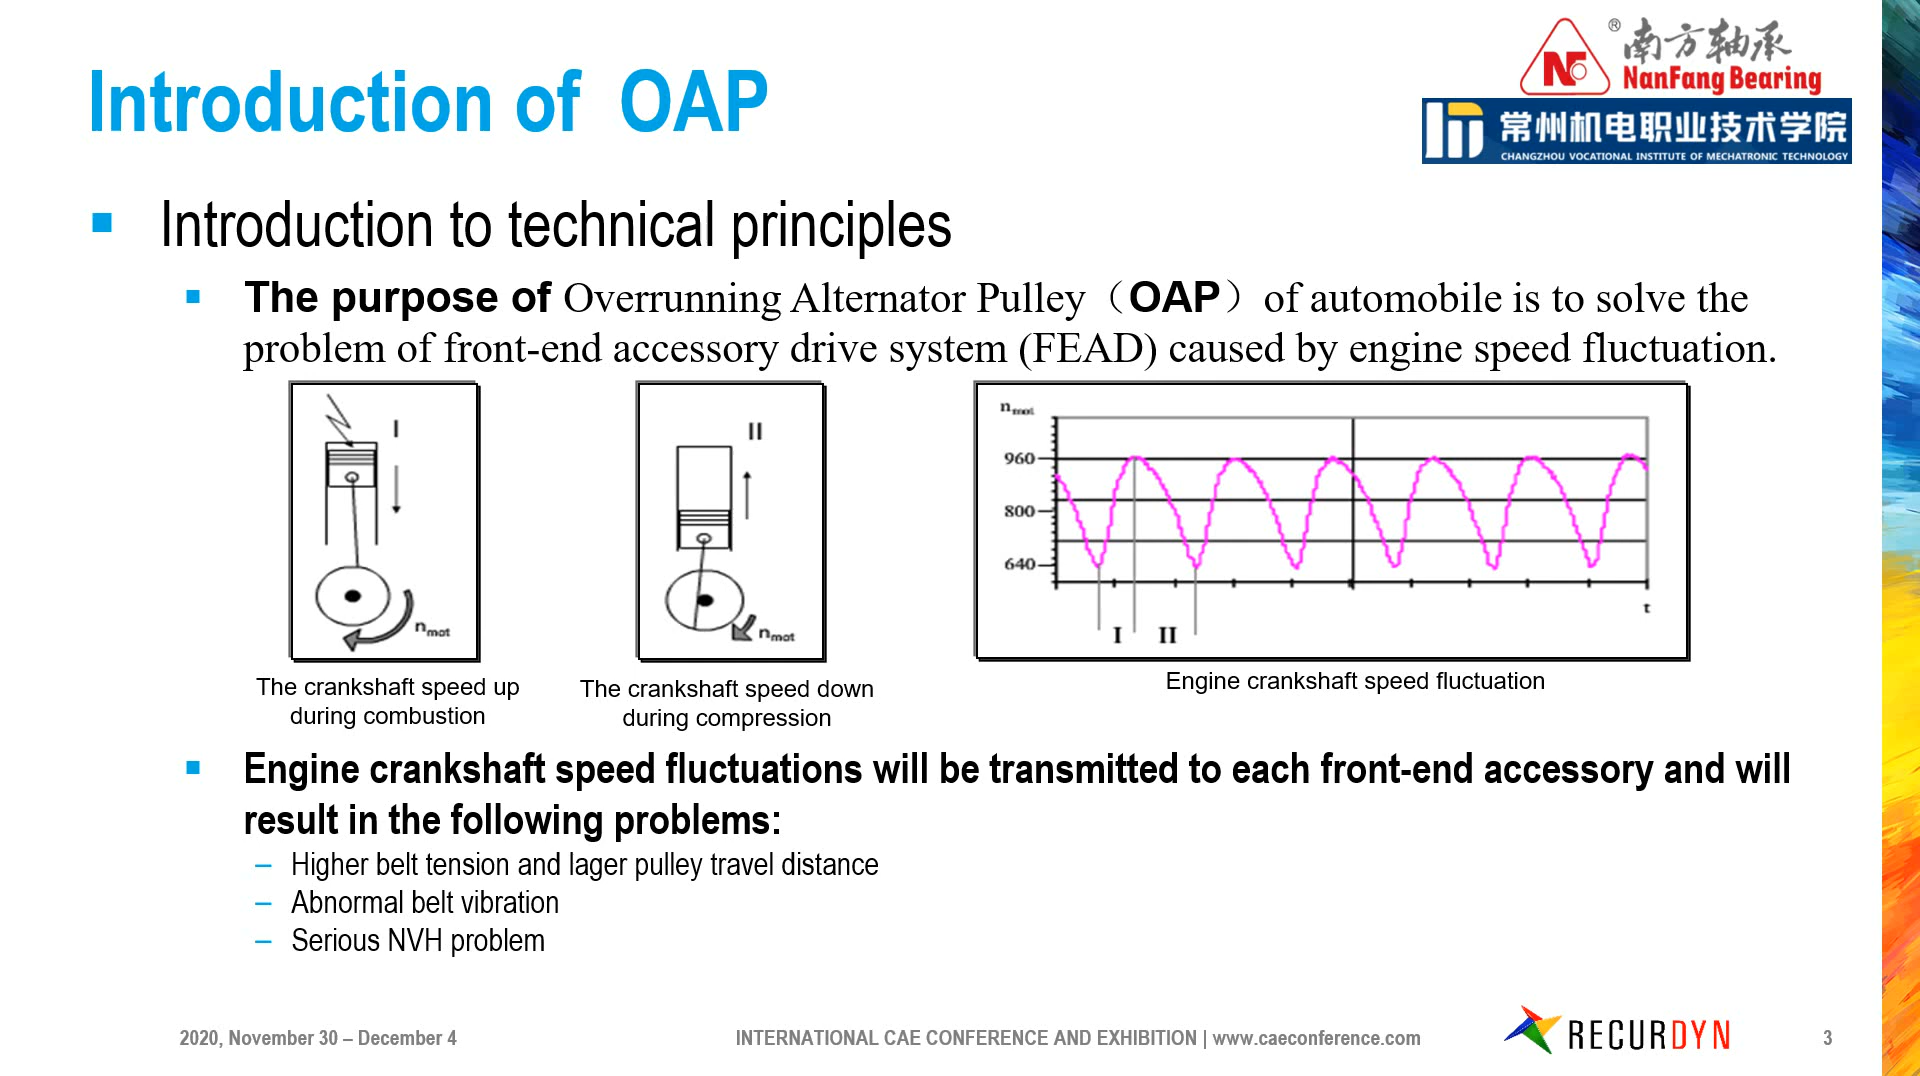 ® 南方轴承
NF
NanFang Bearing
常州机电职业技术学院
CHANGZHOU VOCATIONAL INSTITUTE OF MECHATRONIC TECHNOLOGY
Introduction of OAP
Introduction to technical principles
The purpose of Overrunning Alternator Pulley（OAP）of automobile is to solve the
problem of front-end accessory drive system (FEAD) caused by engine speed fluctuation.
I
n_mot
The crankshaft speed up
during combustion
II
n_mot
The crankshaft speed down
during compression
n_mot
960
800
640
t
I II
Engine crankshaft speed fluctuation
Engine crankshaft speed fluctuations will be transmitted to each front-end accessory and will
result in the following problems:
– Higher belt tension and lager pulley travel distance
– Abnormal belt vibration
– Serious NVH problem
2020, November 30 – December 4
INTERNATIONAL CAE CONFERENCE AND EXHIBITION | www.caeconference.com
RECURDYN
3